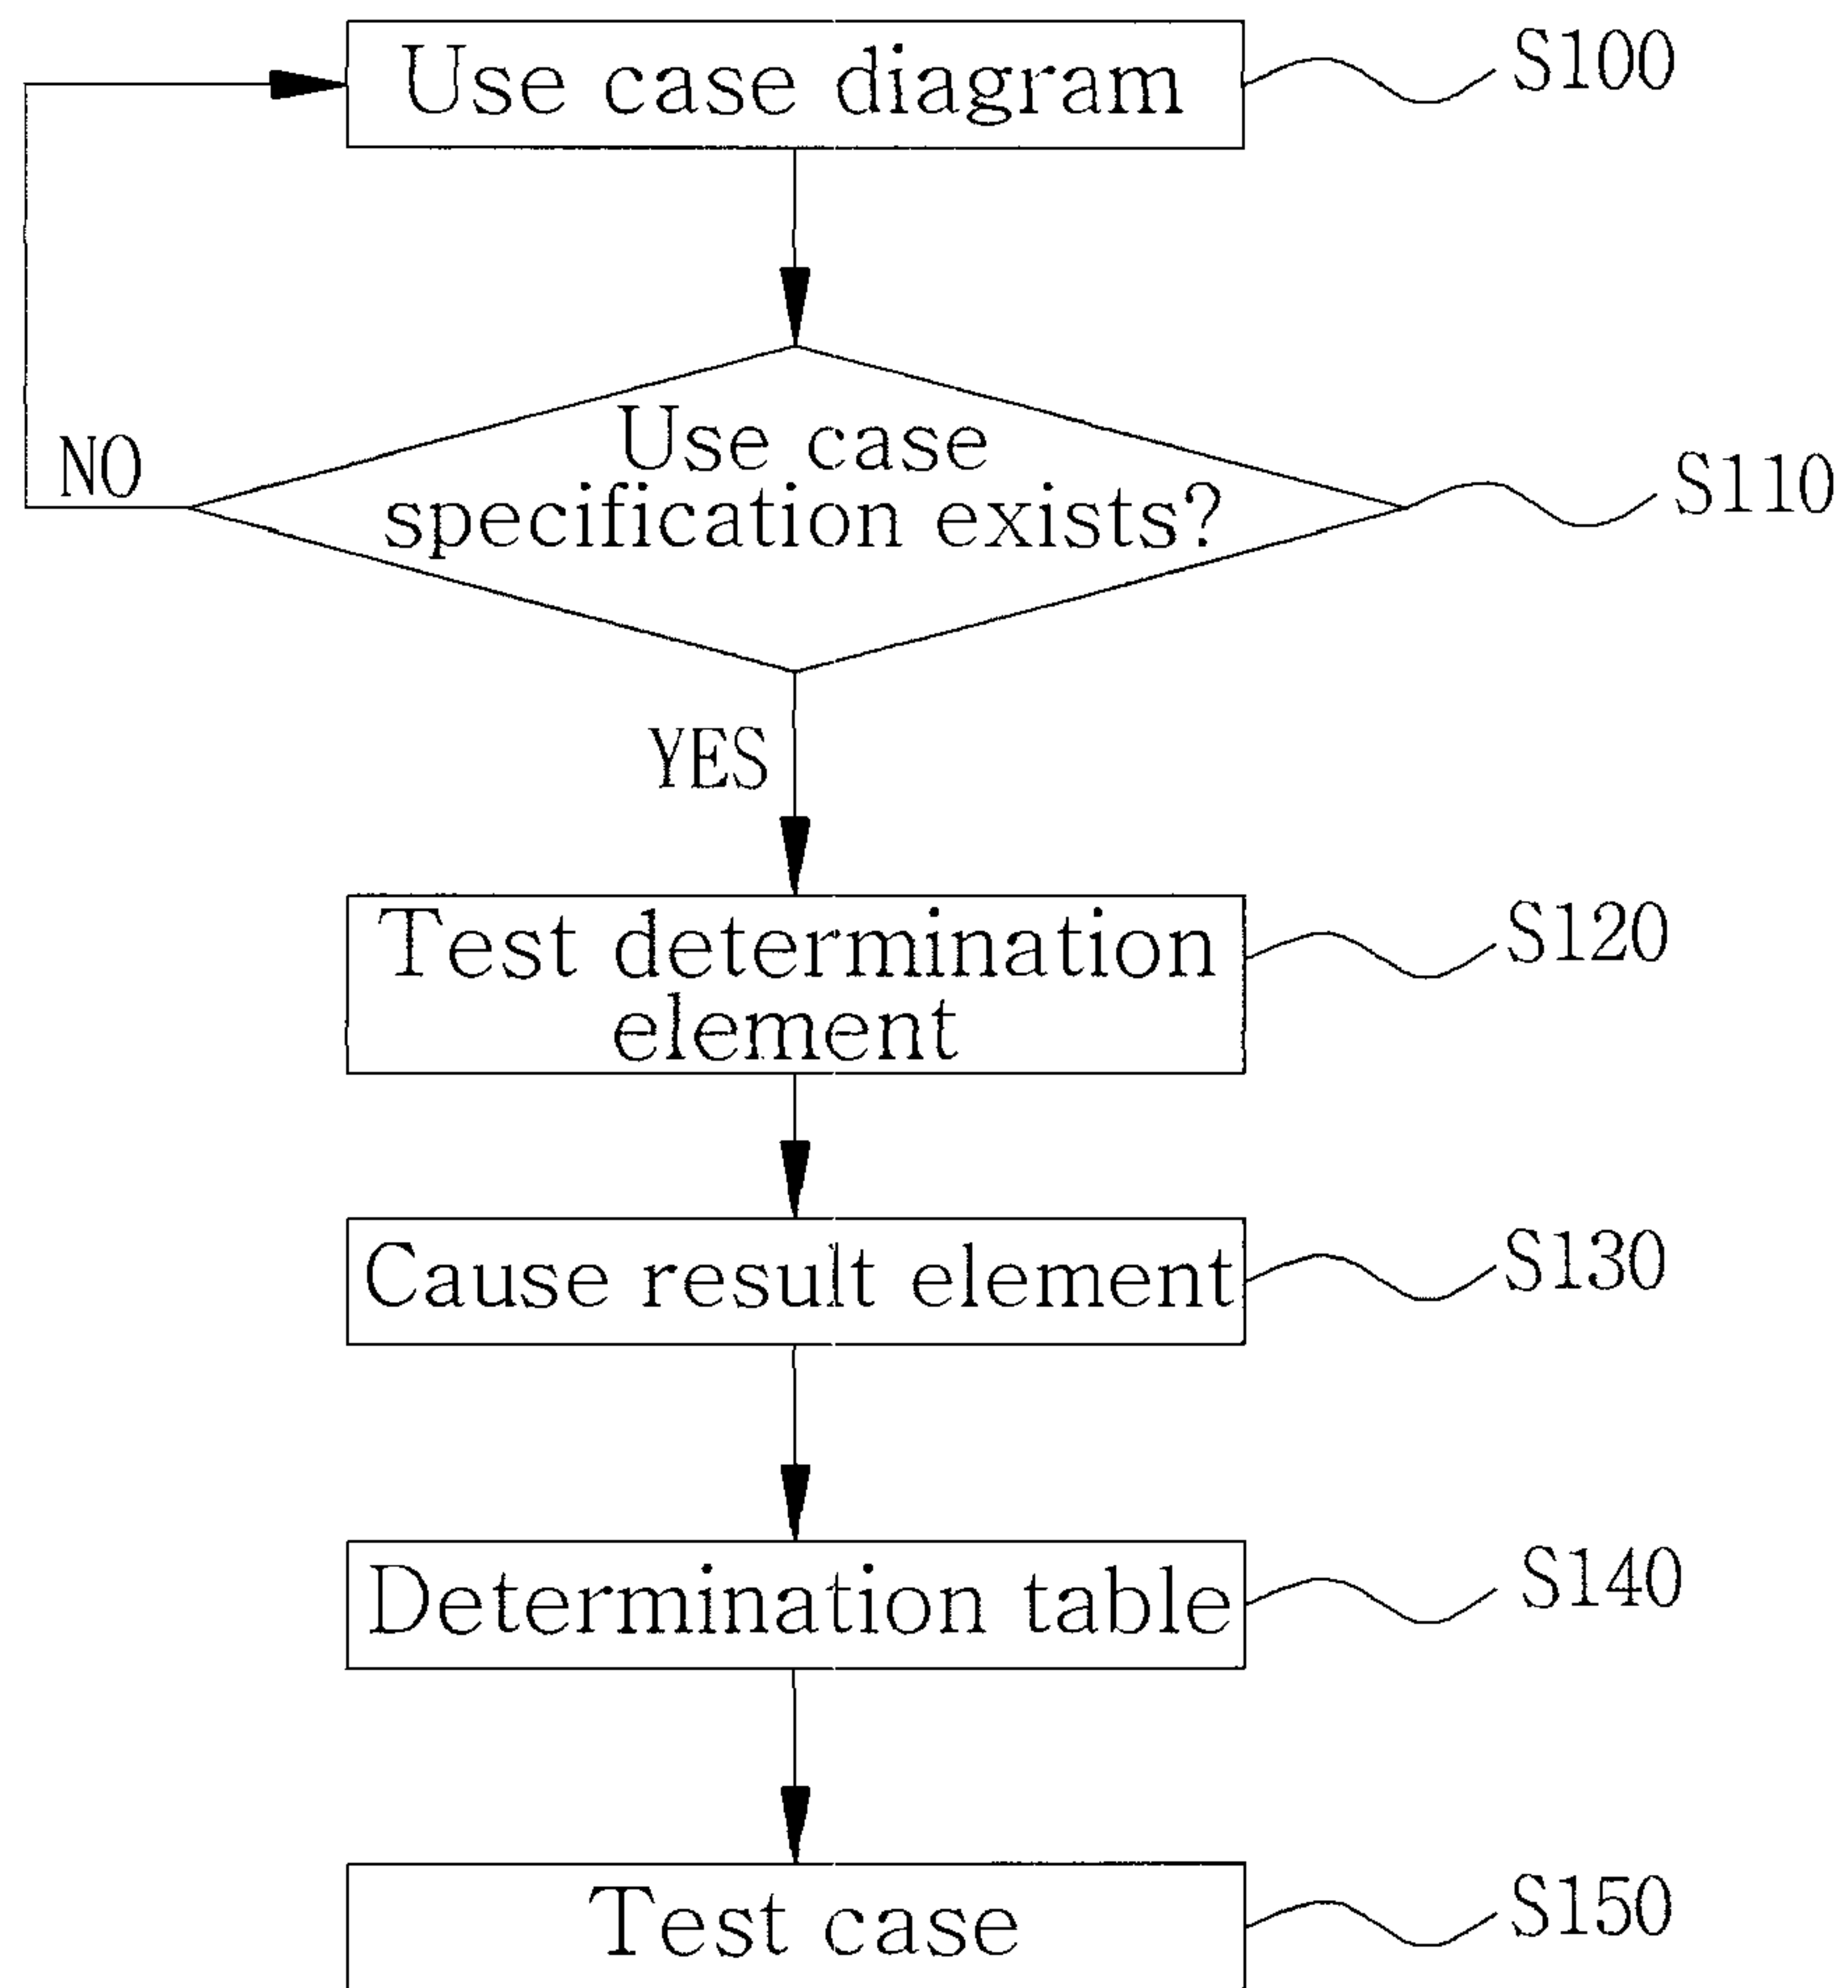 Use case diagram
S100
Use case
specification exists?
S110
NO
YES
Test determination
element
S120
Cause result element
S130
Determination table
S140
Test case
S150